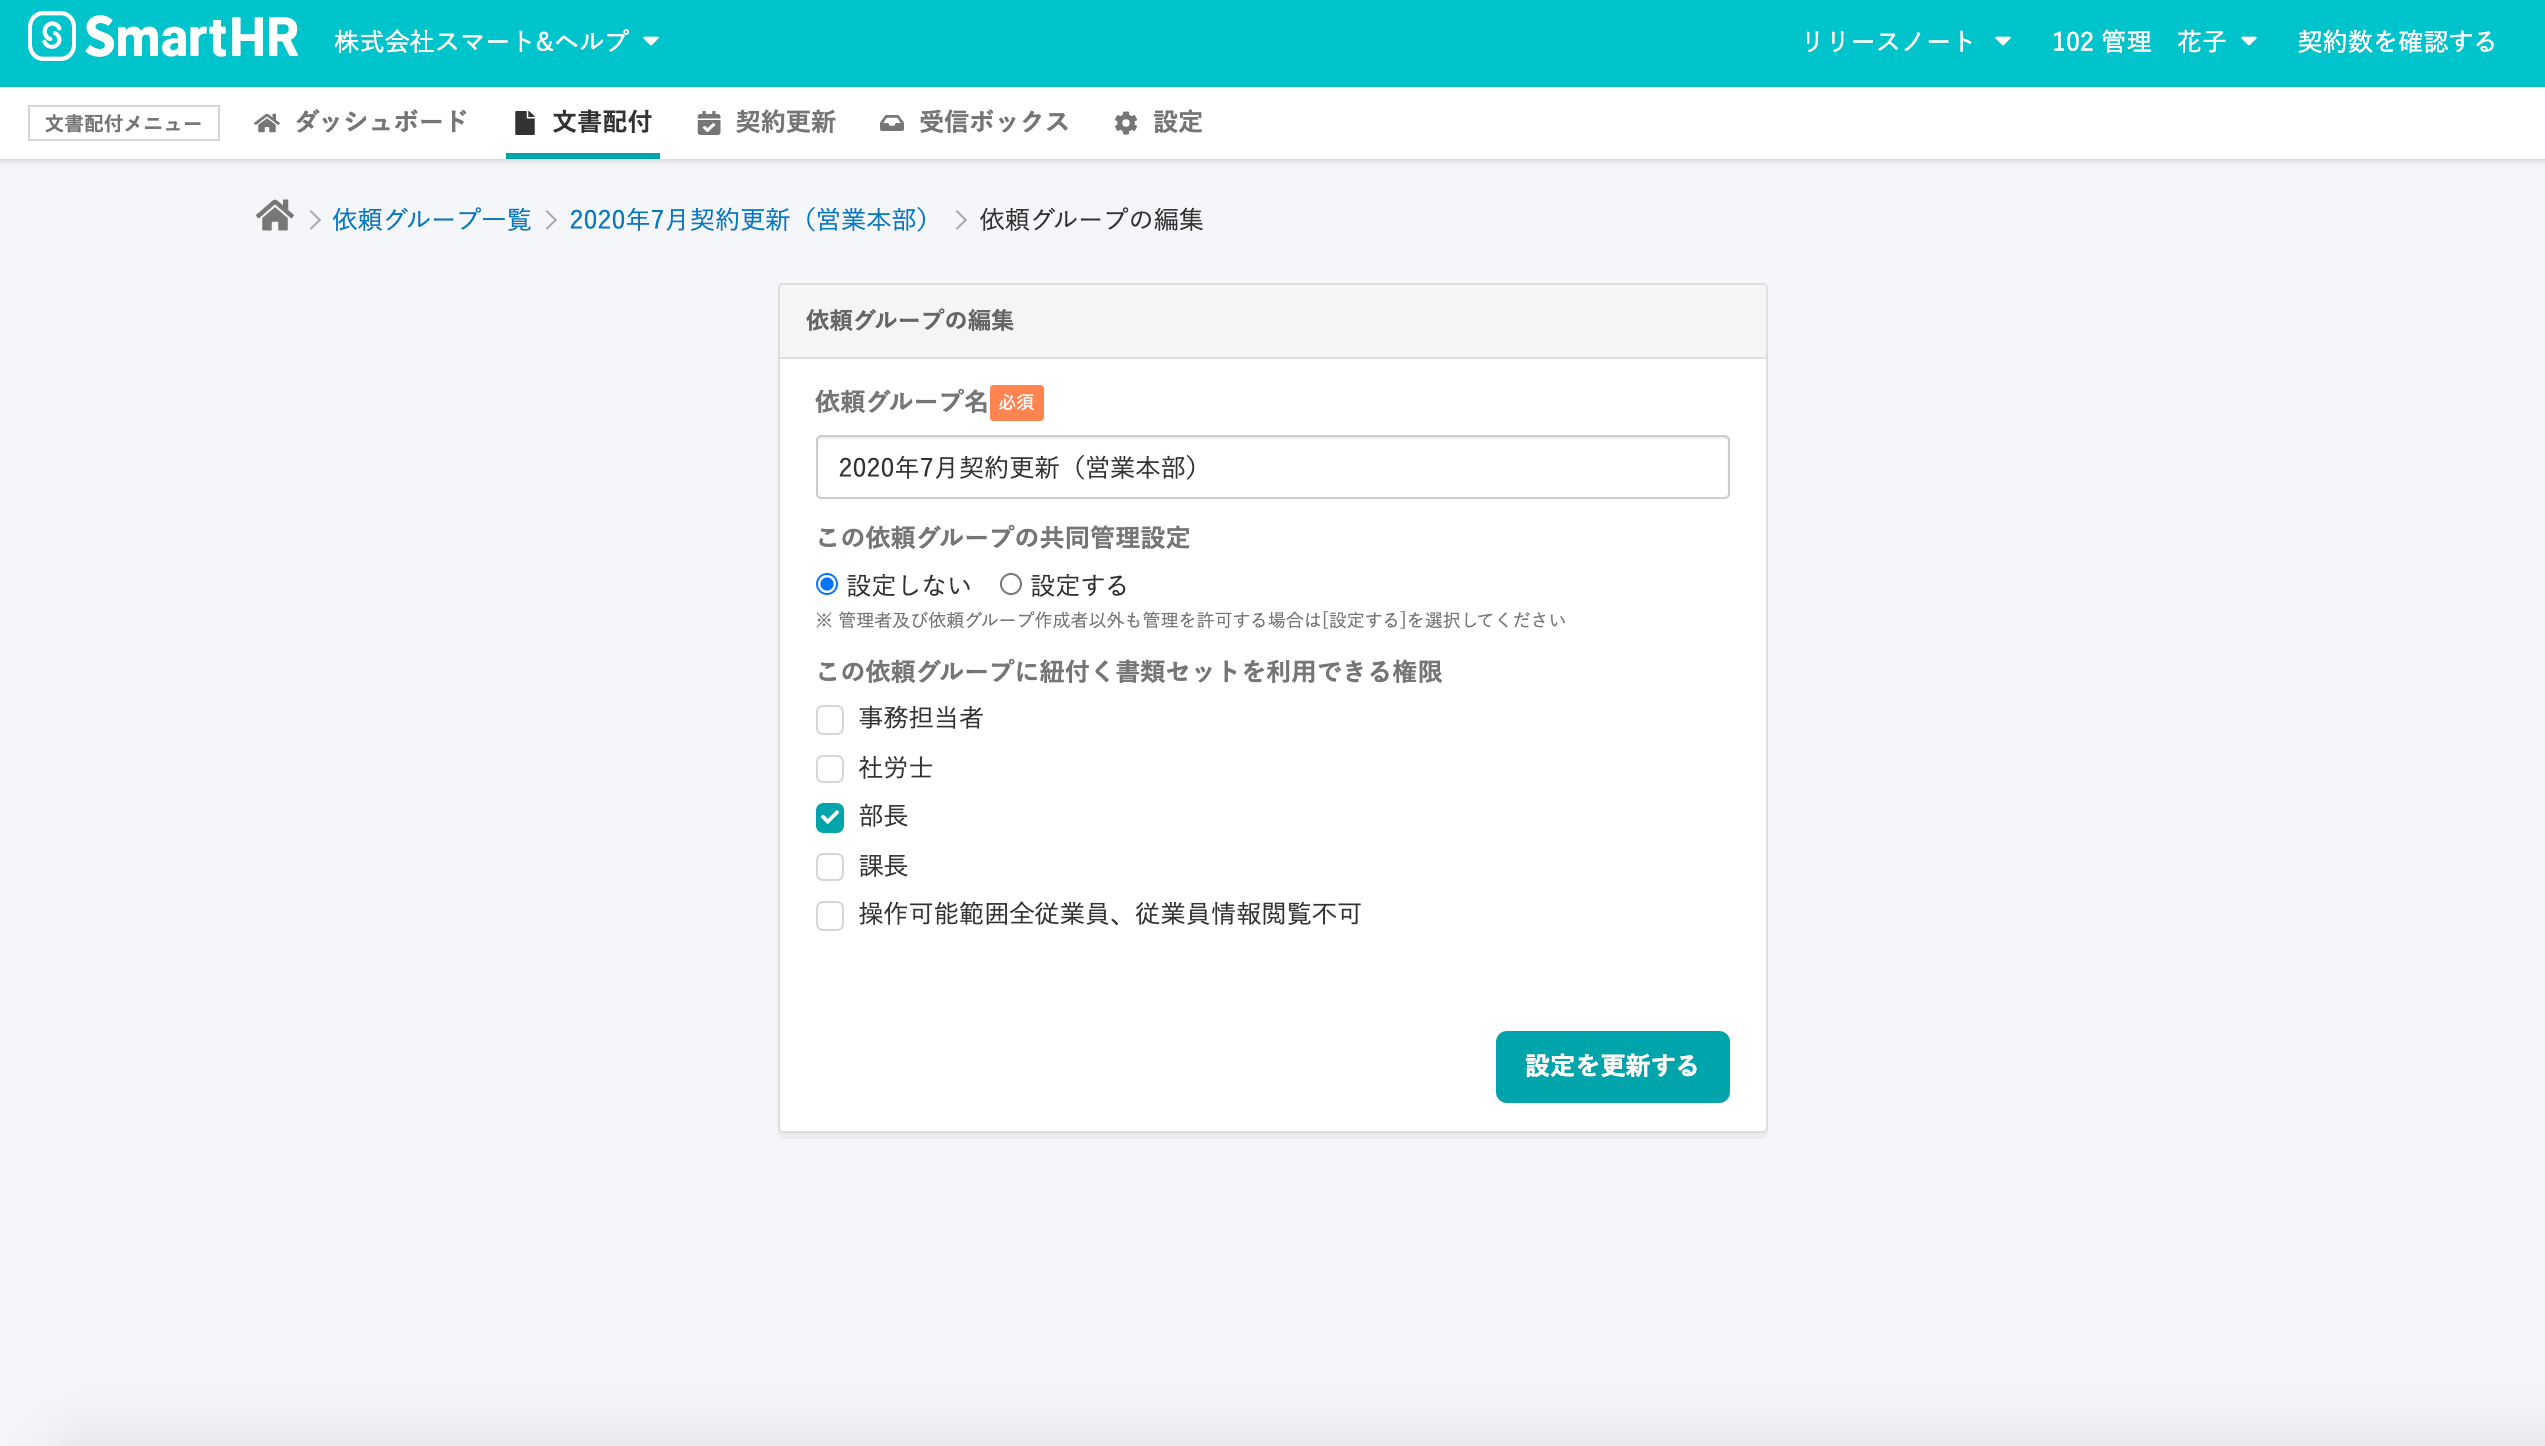 SmartHR 株式会社スマート&ヘルプ リリースノート 102 管理 花子 契約数を確認する
文書配付メニュー ダッシュボード 文書配付 契約更新 受信ボックス 設定
依頼グループ一覧 2020年7月契約更新（営業本部） 依頼グループの編集
依頼グループの編集
依頼グループ名 必須
2020年7月契約更新（営業本部）
この依頼グループの共同管理設定
設定しない 設定する
※ 管理者及び依頼グループ作成者以外も管理を許可する場合は[設定する]を選択してください
この依頼グループに紐付く書類セットを利用できる権限
事務担当者
社労士
部長
課長
操作可能範囲全従業員、従業員情報閲覧不可
設定を更新する